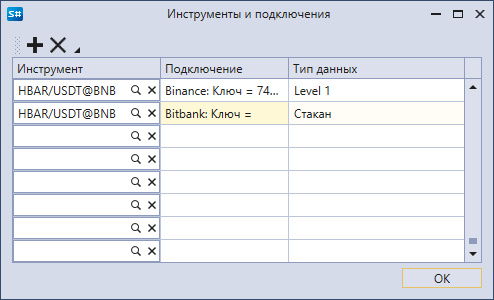 S#
Инструменты и подключения
Инструмент Подключение Тип данных
HBAR/USDT@BNB Binance: Ключ = 74... Level 1
HBAR/USDT@BNB Bitbank: Ключ = Стакан
OK